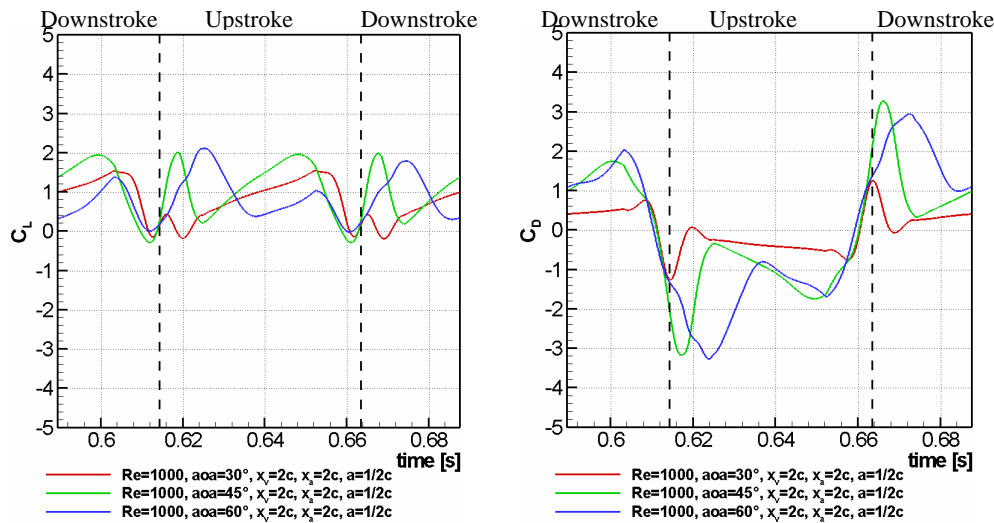 Downstroke Upstroke Downstroke
5
4
3
2
1
0
-1
-2
-3
-4
-5
C_L
0.6 0.62 0.64 0.66 0.68
time [s]
Re=1000, aoa=30°, x_v=2c, x_a=2c, a=1/2c
Re=1000, aoa=45°, x_v=2c, x_a=2c, a=1/2c
Re=1000, aoa=60°, x_v=2c, x_a=2c, a=1/2c
Downstroke Upstroke Downstroke
5
4
3
2
1
0
-1
-2
-3
-4
-5
C_D
0.6 0.62 0.64 0.66 0.68
time [s]
Re=1000, aoa=30°, x_v=2c, x_a=2c, a=1/2c
Re=1000, aoa=45°, x_v=2c, x_a=2c, a=1/2c
Re=1000, aoa=60°, x_v=2c, x_a=2c, a=1/2c